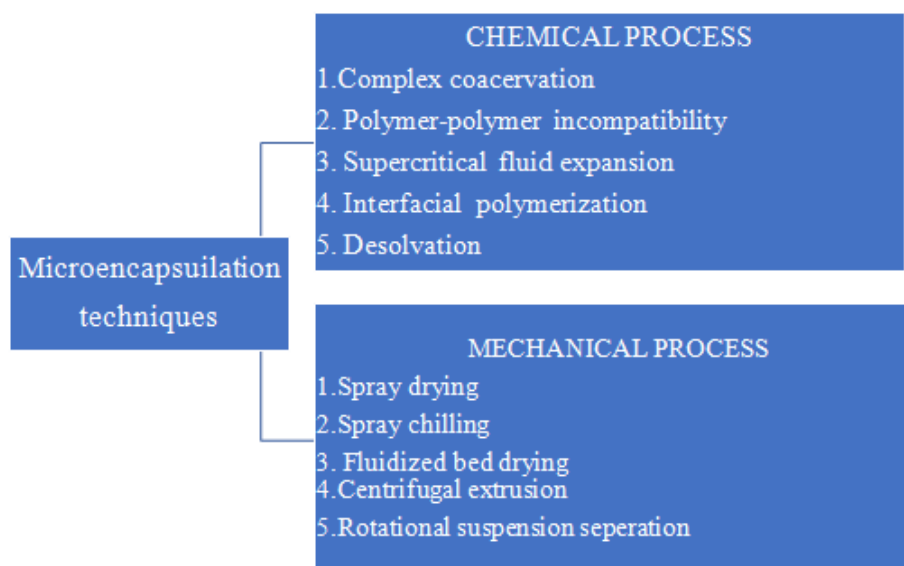 CHEMICAL PROCESS
1.Complex coacervation
2. Polymer-polymer incompatibility
3. Supercritical fluid expansion
4. Interfacial polymerization
5. Desolvation
Microencapsuilation
techniques
MECHANICAL PROCESS
1.Spray drying
2.Spray chilling
3. Fluidized bed drying
4.Centrifugal extrusion
5.Rotational suspension seperation